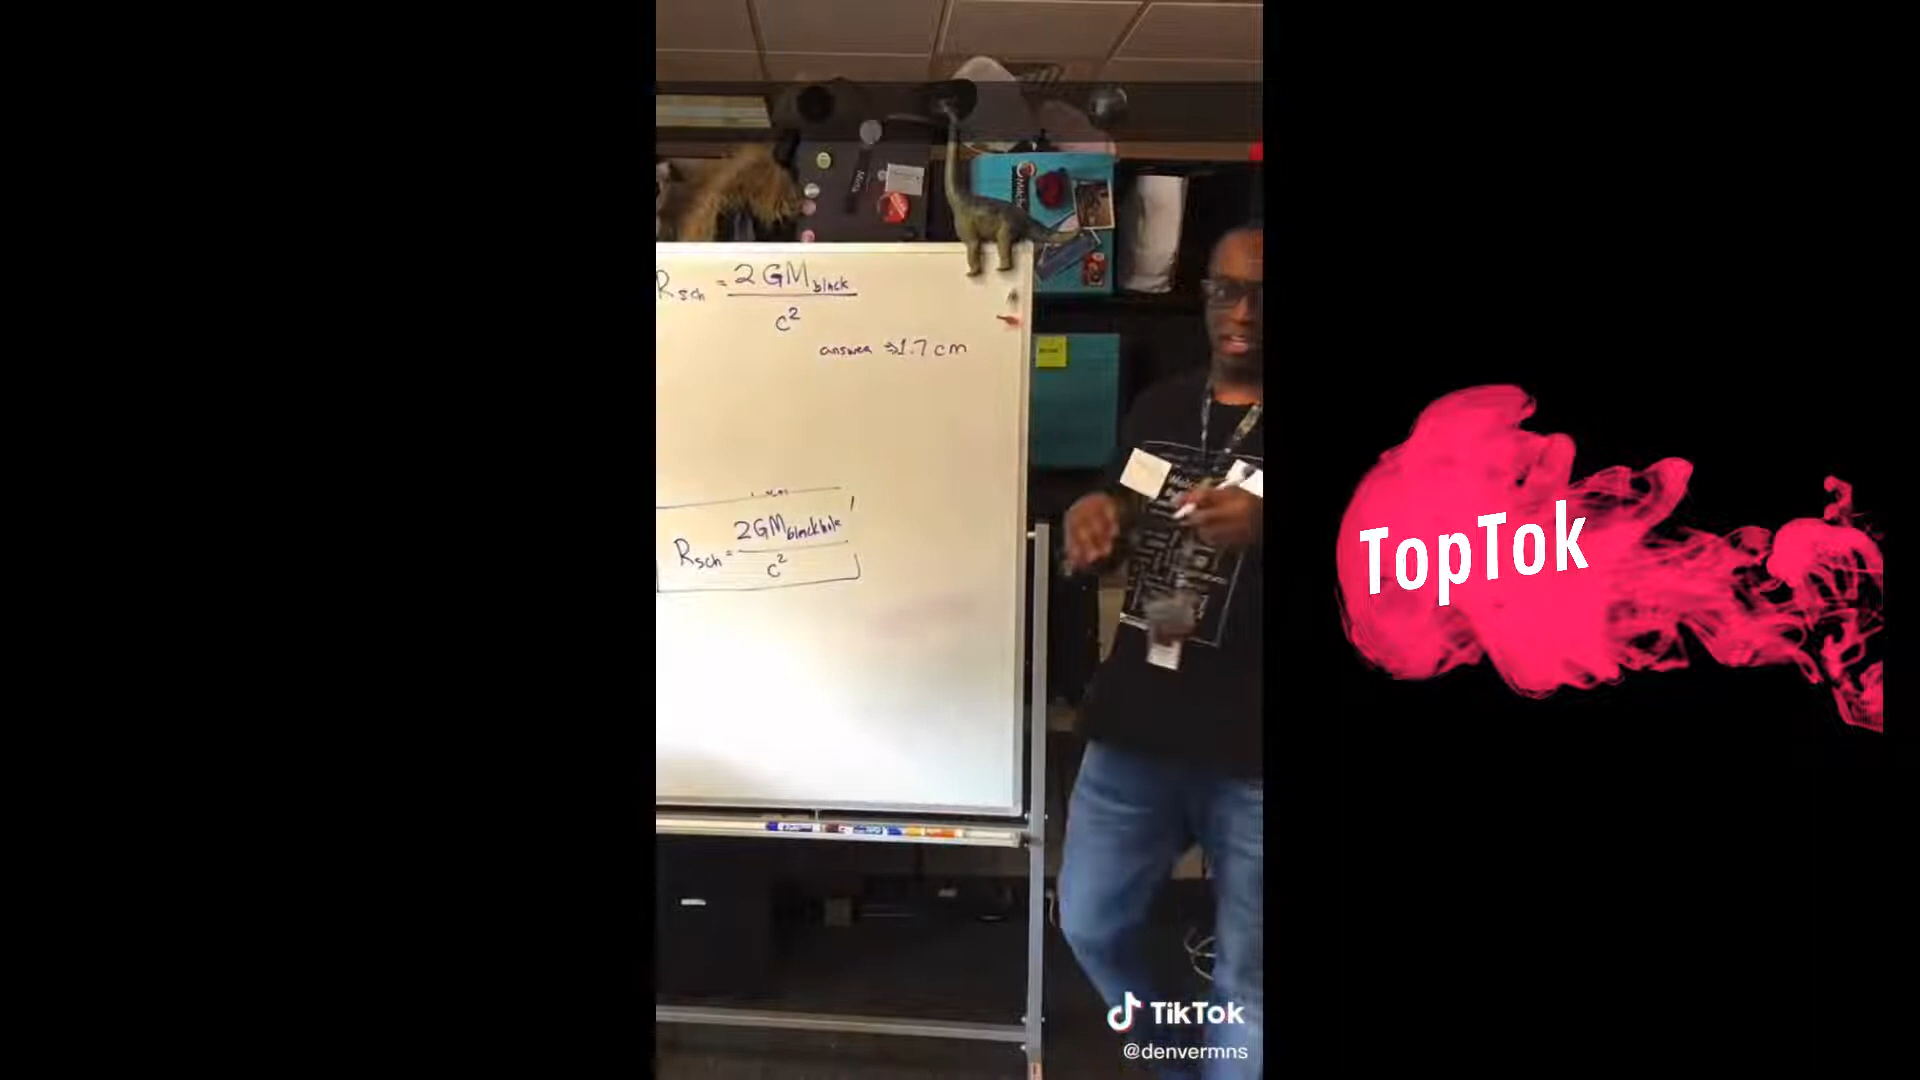 Rsch = 2GMblack
c²
answer ⇒1.7 cm
Rsch = 2GMblackhole
c²
TopTok
TikTok
@denvermns